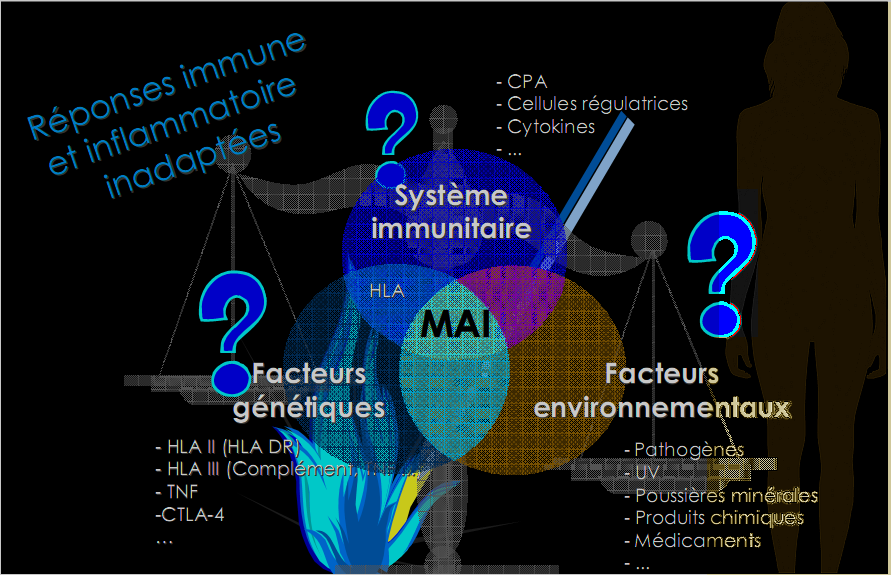 Réponses immune
et inflammatoire
inadaptées
?
- CPA
- Cellules régulatrices
- Cytokines
- ...
Système
immunitaire
?
?
HLA
MAI
Facteurs
génétiques
Facteurs
environnementaux
- HLA II (HLA DR)
- HLA III (Complément,
- TNF
-CTLA-4
...
- Pathogènes
- UV
- Poussières minérales
- Produits chimiques
- Médicaments
- ...